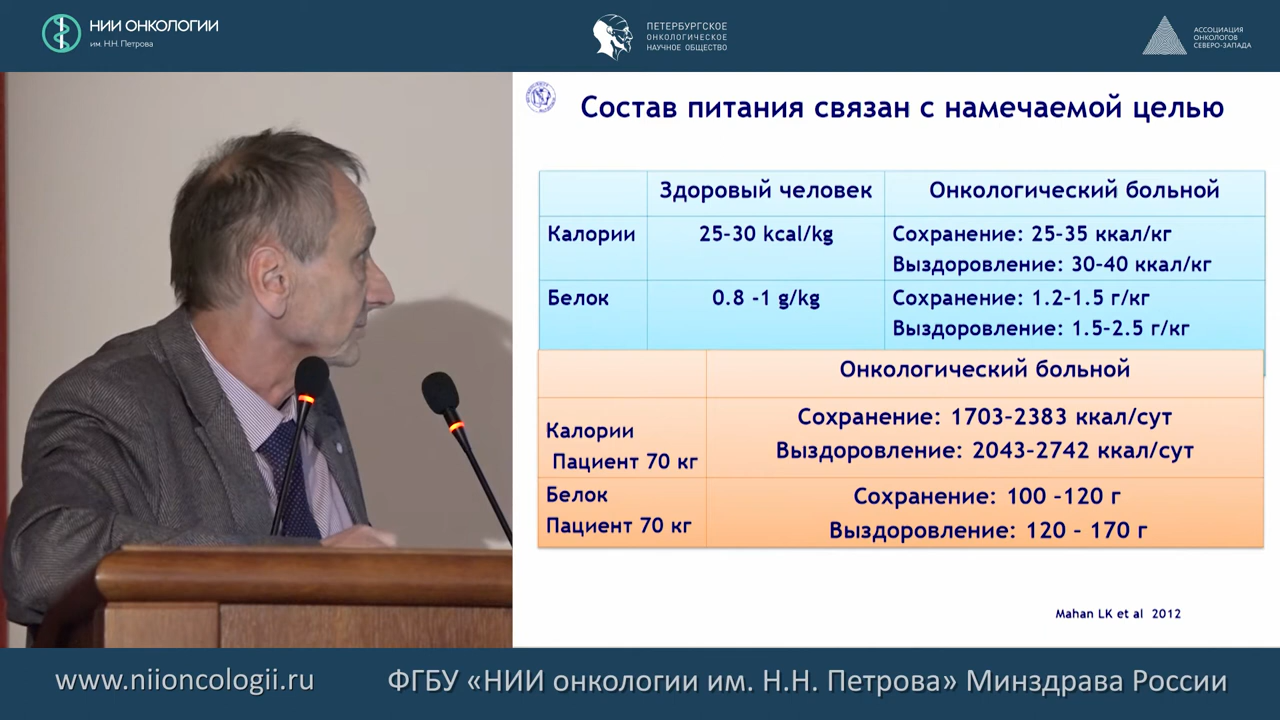 НИИ ОНКОЛОГИИ
им. Н.Н. Петрова
ПЕТЕРБУРГСКОЕ
ОНКОЛОГИЧЕСКОЕ
НАУЧНОЕ ОБЩЕСТВО
АССОЦИАЦИЯ
ОНКОЛОГОВ
СЕВЕРО-ЗАПАДА
Состав питания связан с намечаемой целью
Здоровый человек
Онкологический больной
Калории
25-30 kcal/kg
Сохранение: 25-35 ккал/кг
Выздоровление: 30-40 ккал/кг
Белок
0.8 -1 g/kg
Сохранение: 1.2-1.5 г/кг
Выздоровление: 1.5-2.5 г/кг
Онкологический больной
Калории
Пациент 70 кг
Сохранение: 1703-2383 ккал/сут
Выздоровление: 2043-2742 ккал/сут
Белок
Пациент 70 кг
Сохранение: 100 -120 г
Выздоровление: 120 - 170 г
Mahan LK et al 2012
www.niioncologii.ru
ФГБУ «НИИ онкологии им. Н.Н. Петрова» Минздрава России